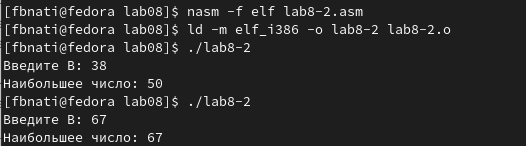 [fbnati@fedora lab08]$ nasm -f elf lab8-2.asm
[fbnati@fedora lab08]$ ld -m elf_i386 -o lab8-2 lab8-2.o
[fbnati@fedora lab08]$ ./lab8-2
Введите B: 38
Наибольшее число: 50
[fbnati@fedora lab08]$ ./lab8-2
Введите B: 67
Наибольшее число: 67